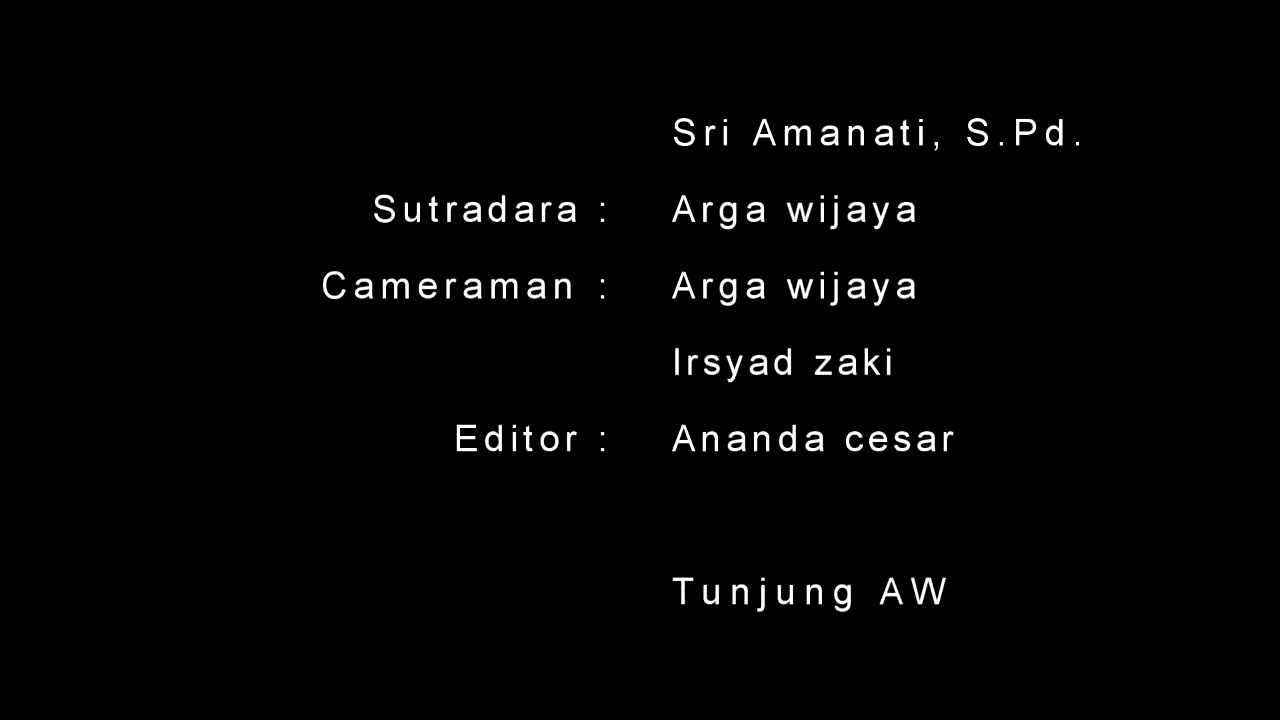 Sri Amanati, S.Pd.
Sutradara : Arga wijaya
Cameraman : Arga wijaya
Irsyad zaki
Editor : Ananda cesar
Tunjung AW